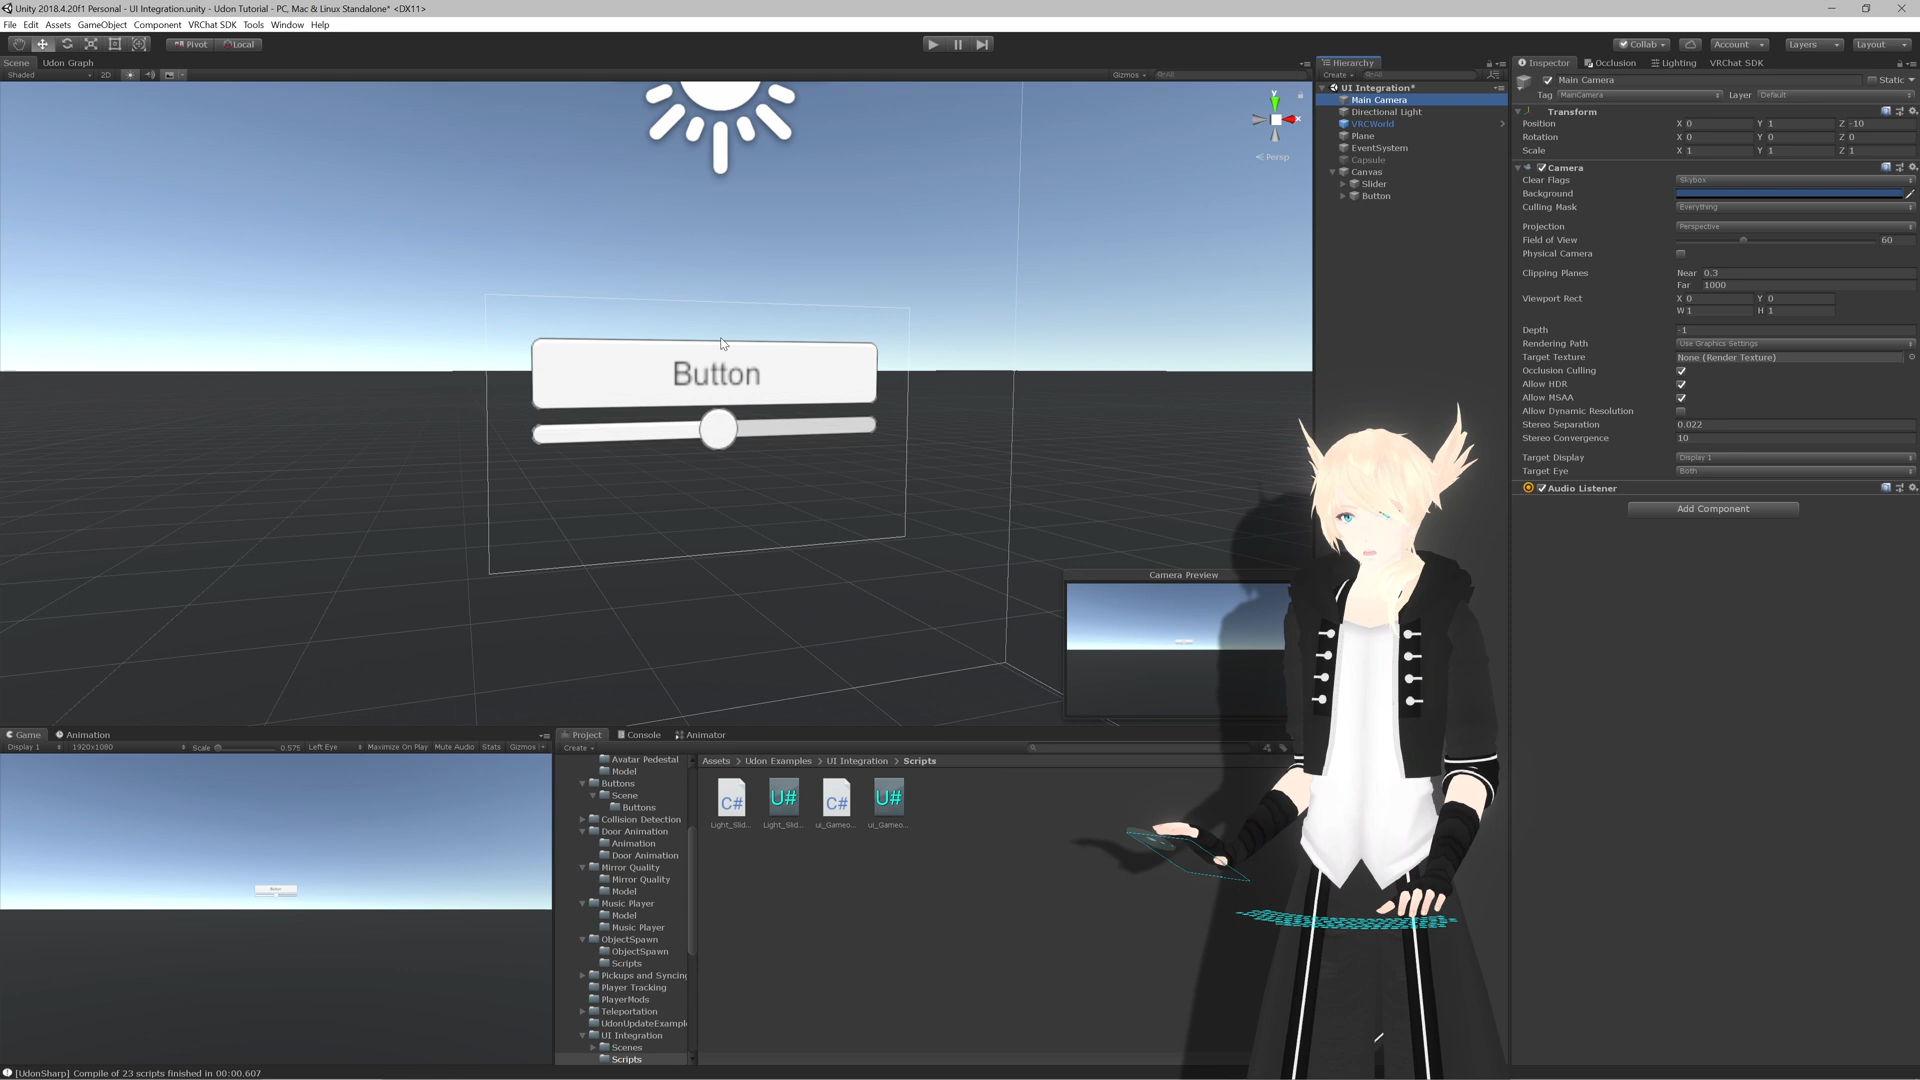 Unity 2018.4.20f1 Personal - UI Integration.unity - Udon Tutorial - PC, Mac & Linux Standalone* <DX11>
File Edit Assets GameObject Component VRChat SDK Tools Window Help
Pivot Local
Collab Account Layers Layout
Scene Udon Graph
Shaded 2D Gizmos All
Y
x
Persp
Button
Camera Preview
Hierarchy
Create All
UI Integration*
Main Camera
Directional Light
VRCWorld
Plane
EventSystem
Capsule
Canvas
Slider
Button
Inspector Occlusion Lighting VRChat SDK
Main Camera Static
Tag MainCamera Layer Default
Transform
Position X 0 Y 1 Z -10
Rotation X 0 Y 0 Z 0
Scale X 1 Y 1 Z 1
Camera
Clear Flags Skybox
Background
Culling Mask Everything
Projection Perspective
Field of View 60
Physical Camera
Clipping Planes Near 0.3
Far 1000
Viewport Rect X 0 Y 0
W 1 H 1
Depth -1
Rendering Path Use Graphics Settings
Target Texture None (Render Texture)
Occlusion Culling
Allow HDR
Allow MSAA
Allow Dynamic Resolution
Stereo Separation 0.022
Stereo Convergence 10
Target Display Display 1
Target Eye Both
Audio Listener
Add Component
Game Animation
Display 1 1920x1080 Scale 0.575 Left Eye Maximize On Play Mute Audio Stats Gizmos
Button
Project Console Animator
Create
Avatar Pedestal
Model
Buttons
Scene
Buttons
Collision Detection
Door Animation
Animation
Door Animation
Mirror Quality
Mirror Quality
Model
Music Player
Model
Music Player
ObjectSpawn
ObjectSpawn
Scripts
Pickups and Syncing
Player Tracking
PlayerMods
Teleportation
UdonUpdateExampl
UI Integration
Scenes
Scripts
Assets > Udon Examples > UI Integration > Scripts
C# U# C# U#
Light_Slid... Light_Slid... ui_Gameo... ui_Gameo...
[UdonSharp] Compile of 23 scripts finished in 00:00.607